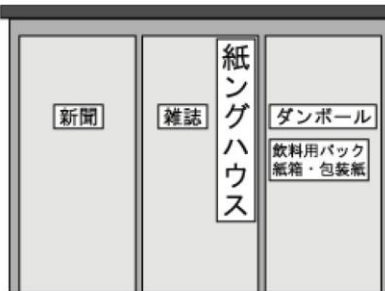 新聞
雑誌
紙ングハウス
ダンボール
飲料用パック
紙箱・包装紙